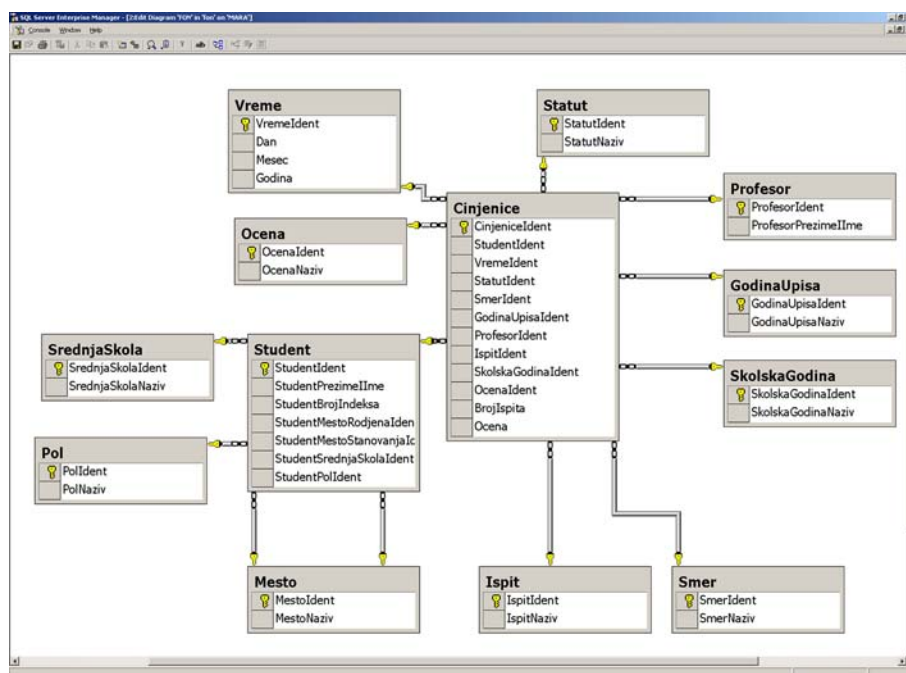 SQL Server Enterprise Manager - [2:Edit Diagram 'FON' in 'Fon' on 'MARA']
Console Window Help
Vreme
VremeIdent
Dan
Mesec
Godina
Statut
StatutIdent
StatutNaziv
Profesor
ProfesorIdent
ProfesorPrezimeIIme
Cinjenice
CinjeniceIdent
StudentIdent
VremeIdent
StatutIdent
SmerIdent
GodinaUpisaIdent
ProfesorIdent
IspitIdent
SkolskaGodinaIdent
OcenaIdent
BrojIspita
Ocena
Ocena
OcenaIdent
OcenaNaziv
GodinaUpisa
GodinaUpisaIdent
GodinaUpisaNaziv
SrednjaSkola
SrednjaSkolaIdent
SrednjaSkolaNaziv
Student
StudentIdent
StudentPrezimeIIme
StudentBrojIndeksa
StudentMestoRodjenaIden
StudentMestoStanovanjaIc
StudentSrednjaSkolaIdent
StudentPolIdent
SkolskaGodina
SkolskaGodinaIdent
SkolskaGodinaNaziv
Pol
PolIdent
PolNaziv
Mesto
MestoIdent
MestoNaziv
Ispit
IspitIdent
IspitNaziv
Smer
SmerIdent
SmerNaziv